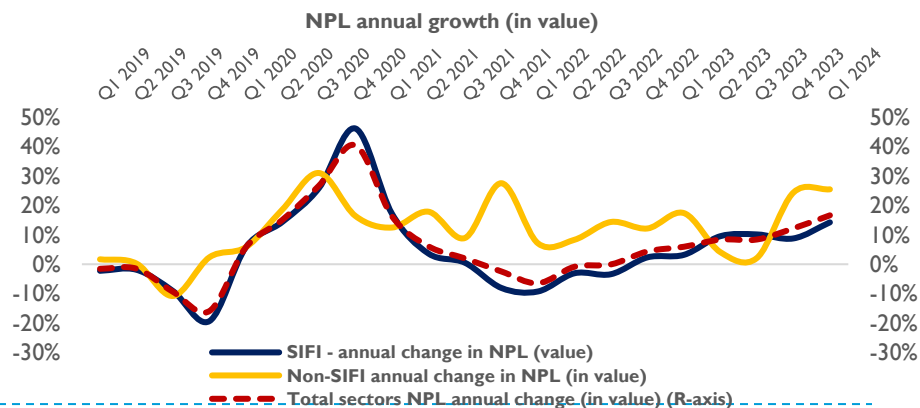 NPL annual growth (in value)
Q1 2019
Q2 2019
Q3 2019
Q4 2019
Q1 2020
Q2 2020
Q3 2020
Q4 2020
Q1 2021
Q2 2021
Q3 2021
Q4 2021
Q1 2022
Q2 2022
Q3 2022
Q4 2022
Q1 2023
Q2 2023
Q3 2023
Q4 2023
Q1 2024
50% 50%
40% 40%
30% 30%
20% 20%
10% 10%
0% 0%
-10% -10%
-20% -20%
-30% -30%
SIFI - annual change in NPL (value)
Non-SIFI annual change in NPL (in value)
Total sectors NPL annual change (in value) (R-axis)